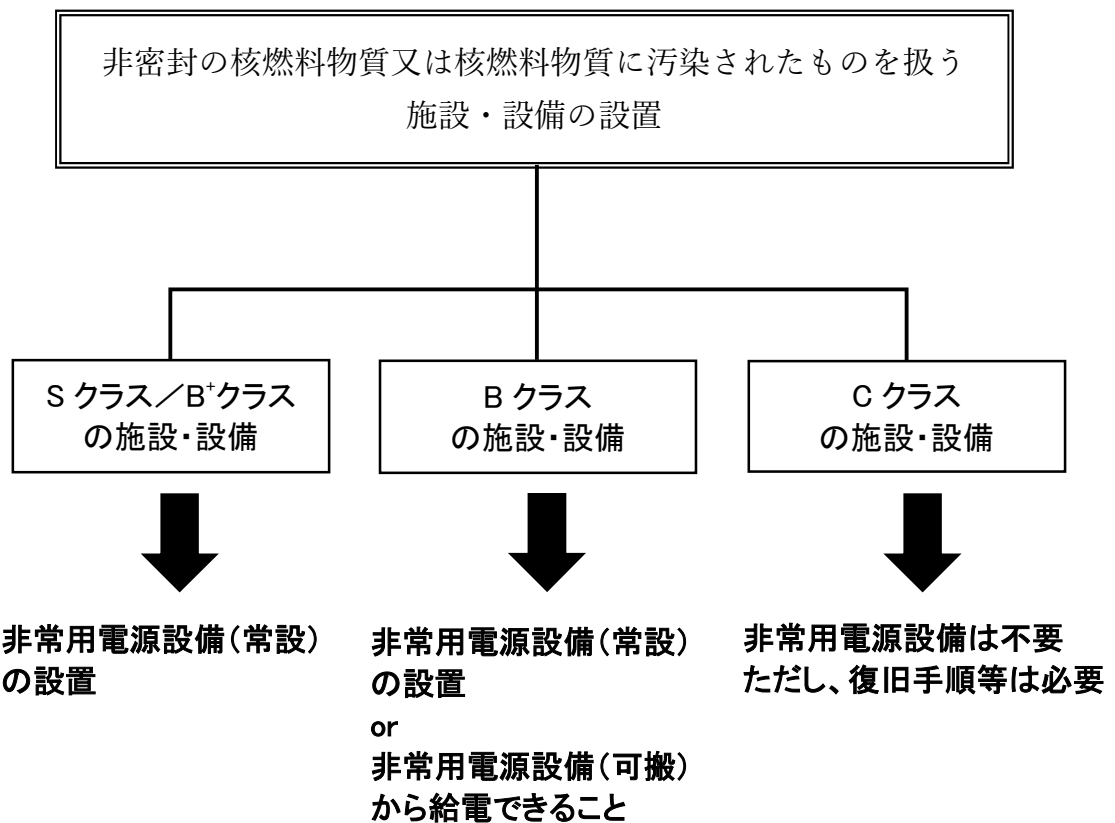 非密封の核燃料物質又は核燃料物質に汚染されたものを扱う
施設・設備の設置
S クラス／B⁺クラス
の施設・設備
B クラス
の施設・設備
C クラス
の施設・設備
非常用電源設備（常設）
の設置
非常用電源設備（常設）
の設置
or
非常用電源設備（可搬）
から給電できること
非常用電源設備は不要
ただし、復旧手順等は必要